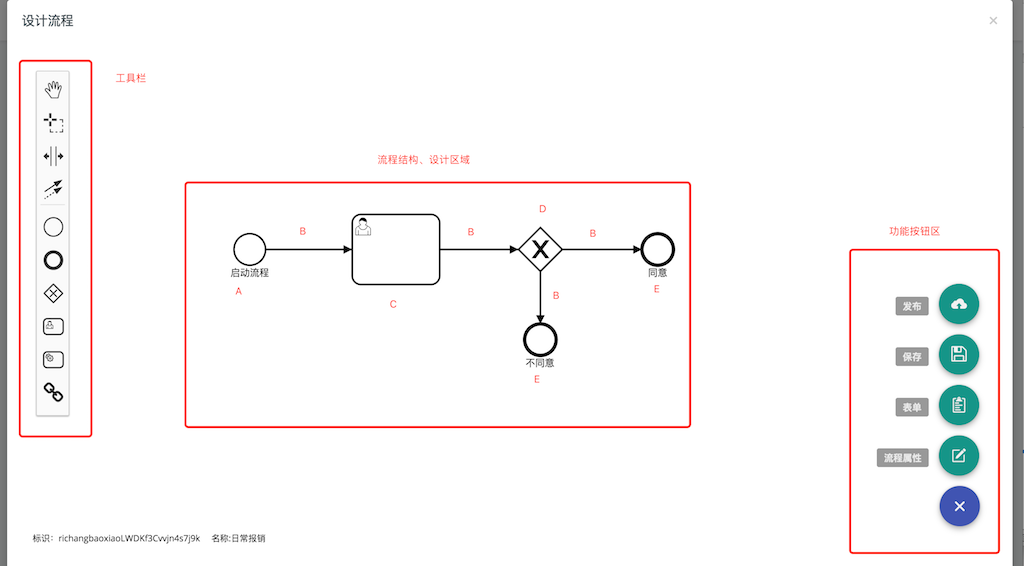 设计流程
×
工具栏
流程结构、设计区域
D
B
B
B
功能按钮区
启动流程
同意
A
E
B
C
发布
保存
不同意
E
表单
流程属性
标识: richangbaoxiaoLWDKf3Cvvjn4s7j9k 名称:日常报销